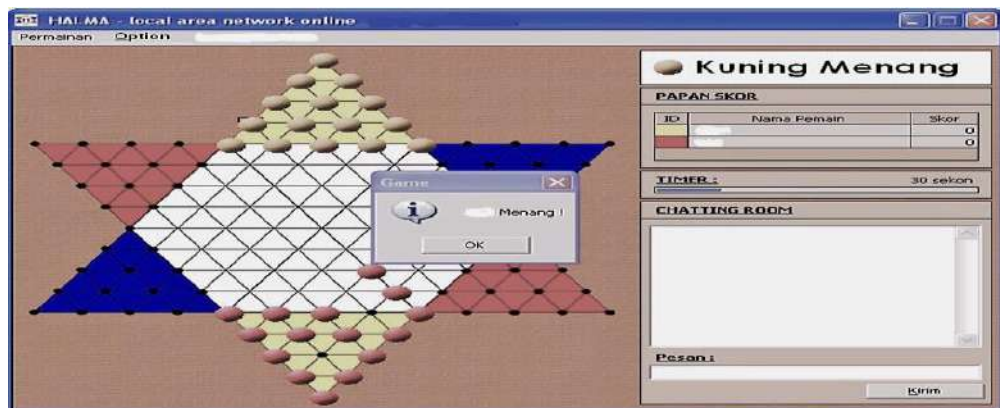 HALMA - local area network online
Permainan Option
Kuning Menang
PAPAN SKOR
ID Nama Pemain Skor
0
0
TIMER : 30 sekon
Game
Menang !
OK
CHATTING ROOM
Pesan :
Kirim